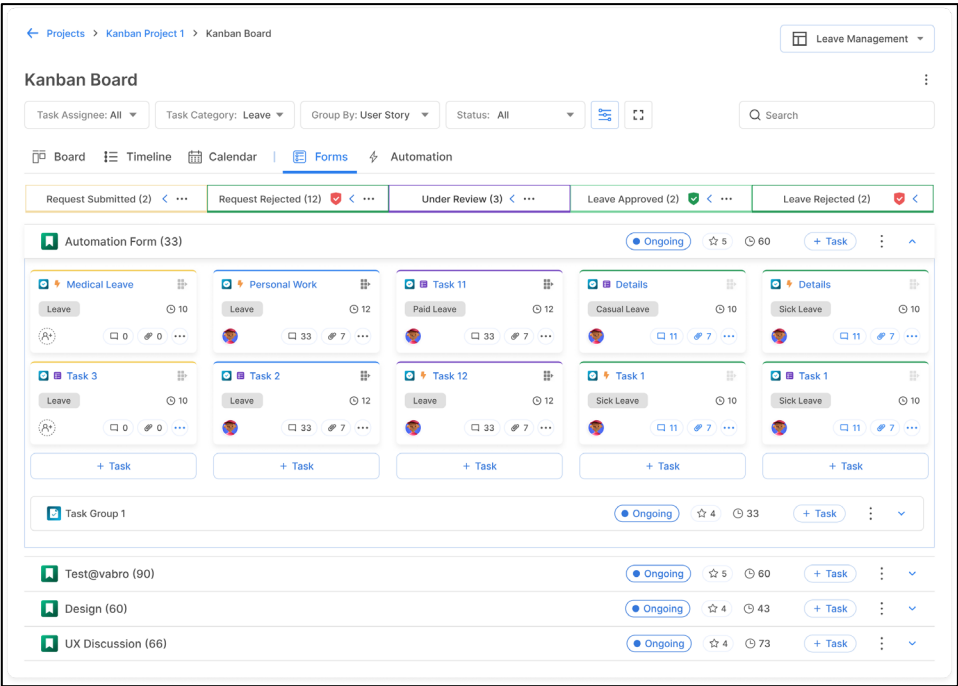 Projects > Kanban Project 1 > Kanban Board
Leave Management
Kanban Board
Task Assignee: All
Task Category: Leave
Group By: User Story
Status: All
Search
Board
Timeline
Calendar
Forms
Automation
Request Submitted (2)
Request Rejected (12)
Under Review (3)
Leave Approved (2)
Leave Rejected (2)
Automation Form (33)
Ongoing
5
60
+ Task
Medical Leave
Leave
10
0
0
Personal Work
Leave
12
33
7
Task 11
Paid Leave
12
33
7
Details
Casual Leave
10
11
7
Details
Sick Leave
10
11
7
Task 3
Leave
10
0
0
Task 2
Leave
12
33
7
Task 12
Leave
12
33
7
Task 1
Sick Leave
10
11
7
Task 1
Sick Leave
10
11
7
+ Task
+ Task
+ Task
+ Task
+ Task
Task Group 1
Ongoing
4
33
+ Task
Test@vabro (90)
Ongoing
5
60
+ Task
Design (60)
Ongoing
4
43
+ Task
UX Discussion (66)
Ongoing
4
73
+ Task